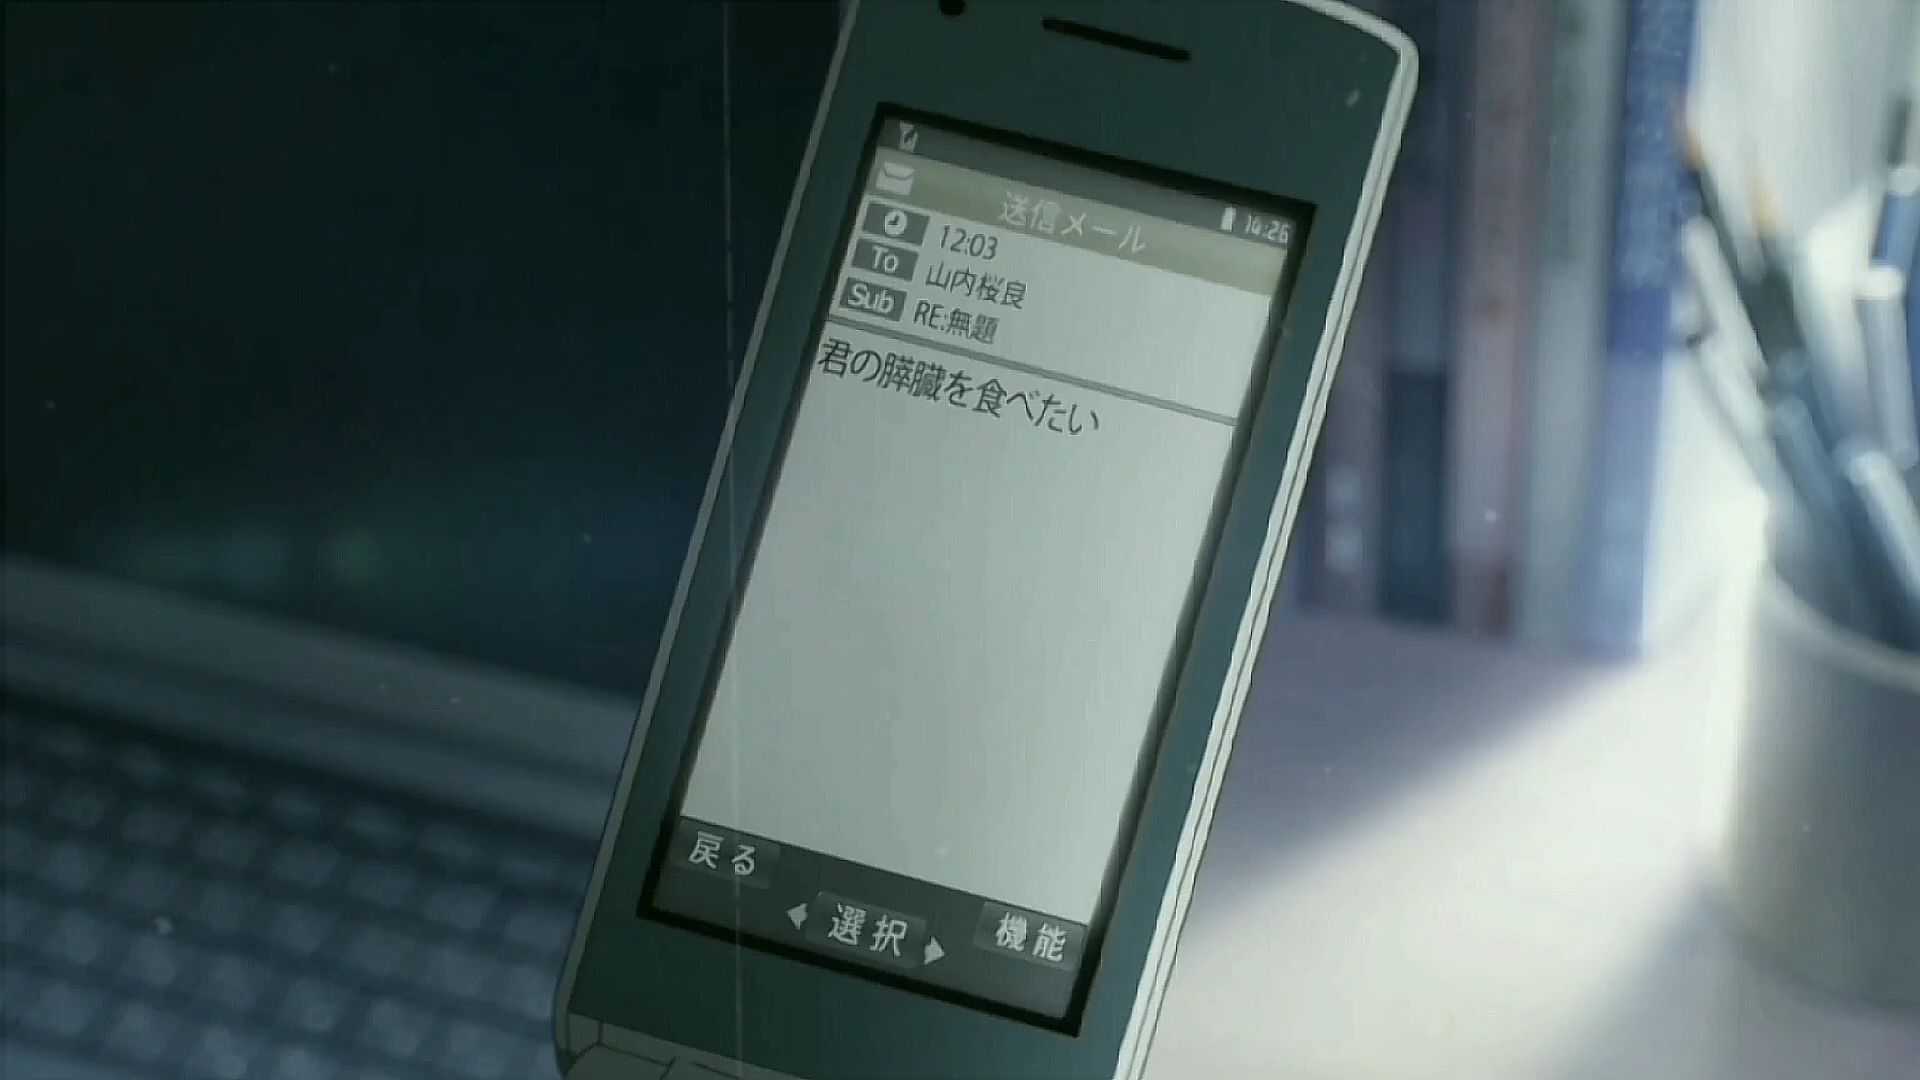 10:26
送信メール
12:03
To 山内桜良
Sub RE:無題
君の膵臓を食べたい
戻る
選択
機能